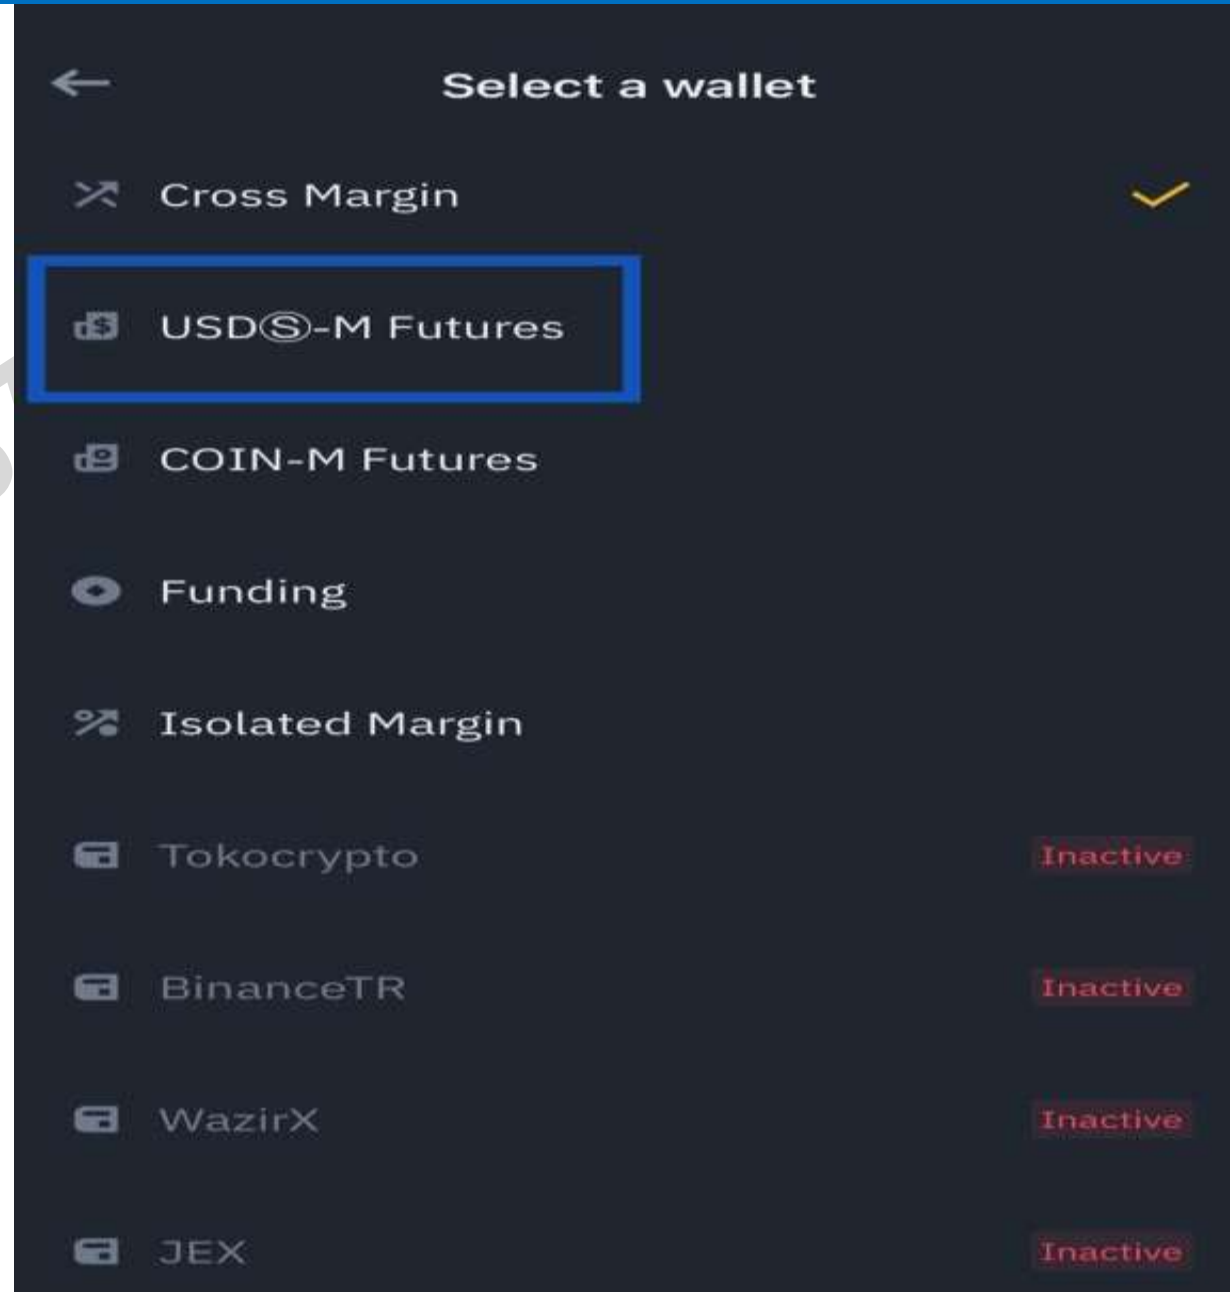 Select a wallet
Cross Margin
USDⓈ-M Futures
COIN-M Futures
Funding
Isolated Margin
Tokocrypto Inactive
BinanceTR Inactive
WazirX Inactive
JEX Inactive